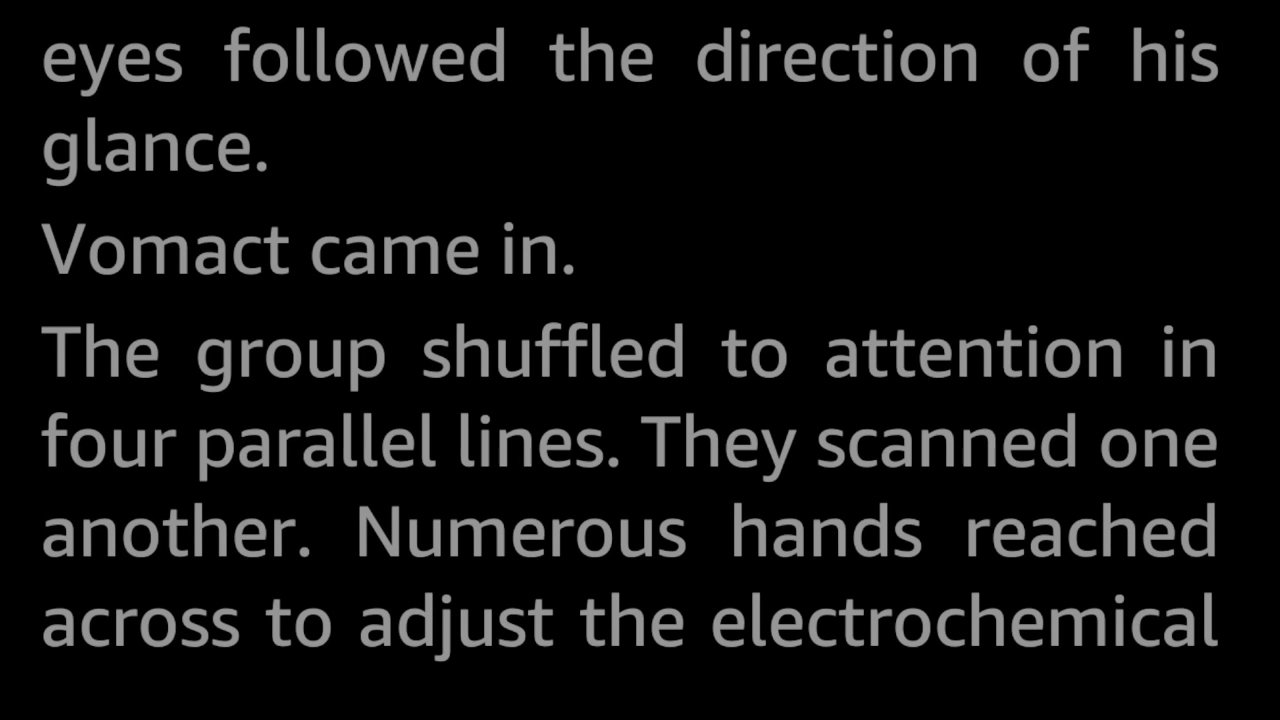 eyes followed the direction of his
glance.
Vomact came in.
The group shuffled to attention in
four parallel lines. They scanned one
another. Numerous hands reached
across to adjust the electrochemical